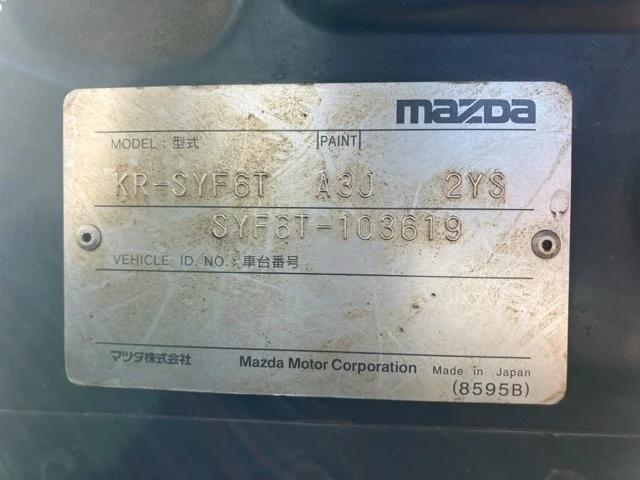 mazda
MODEL: 型式 PAINT
KR-SYF6T A3J 2YS
SYF6T-103619
VEHICLE ID. NO.: 車台番号
マツダ株式会社 Mazda Motor Corporation Made in Japan
(8595B)